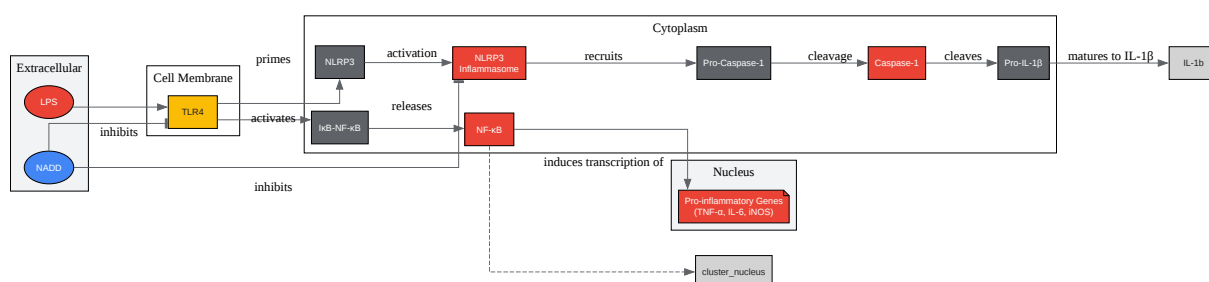 Cytoplasm
Extracellular
LPS
NADD
Cell Membrane
TLR4
inhibits
inhibits
primes
activates
NLRP3
activation
NLRP3
Inflammasome
recruits
Pro-Caspase-1
cleavage
Caspase-1
cleaves
Pro-IL-1β
matures to IL-1β
IL-1b
IκB-NF-κB
releases
NF-κB
induces transcription of
Nucleus
Pro-inflammatory Genes
(TNF-α, IL-6, iNOS)
cluster_nucleus